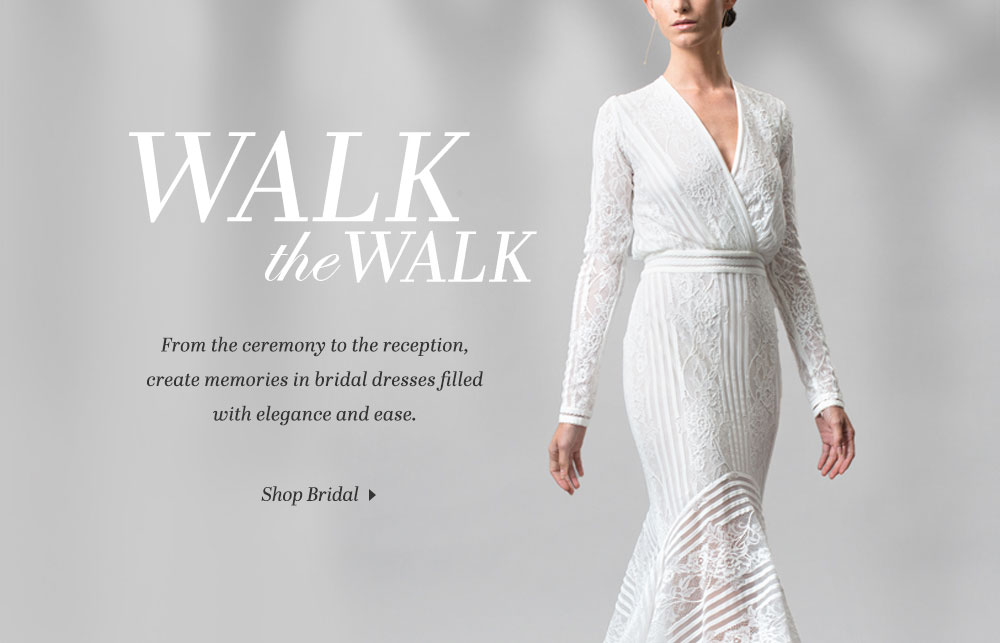 WALK
the WALK
From the ceremony to the reception,
create memories in bridal dresses filled
with elegance and ease.
Shop Bridal